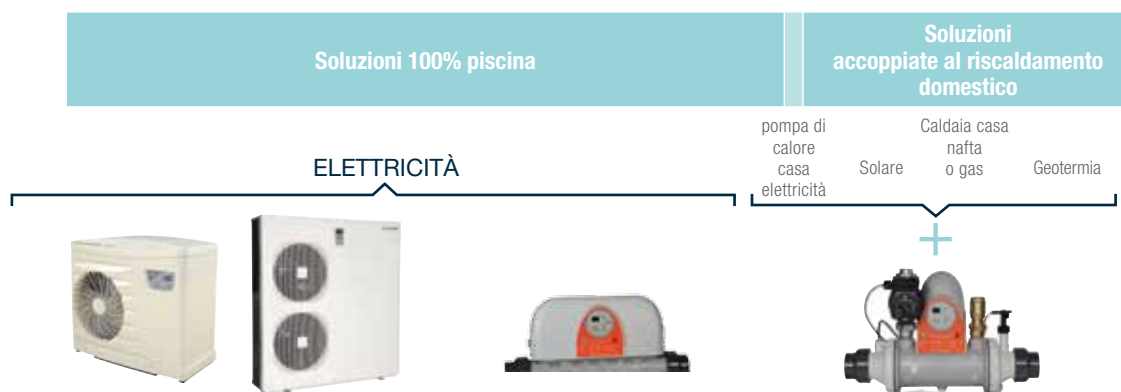 Soluzioni 100% piscina
Soluzioni
accoppiate al riscaldamento
domestico
ELETTRICITÀ
pompa di
calore
casa
elettricità
Solare
Caldaia casa
nafta
o gas
Geotermia
+